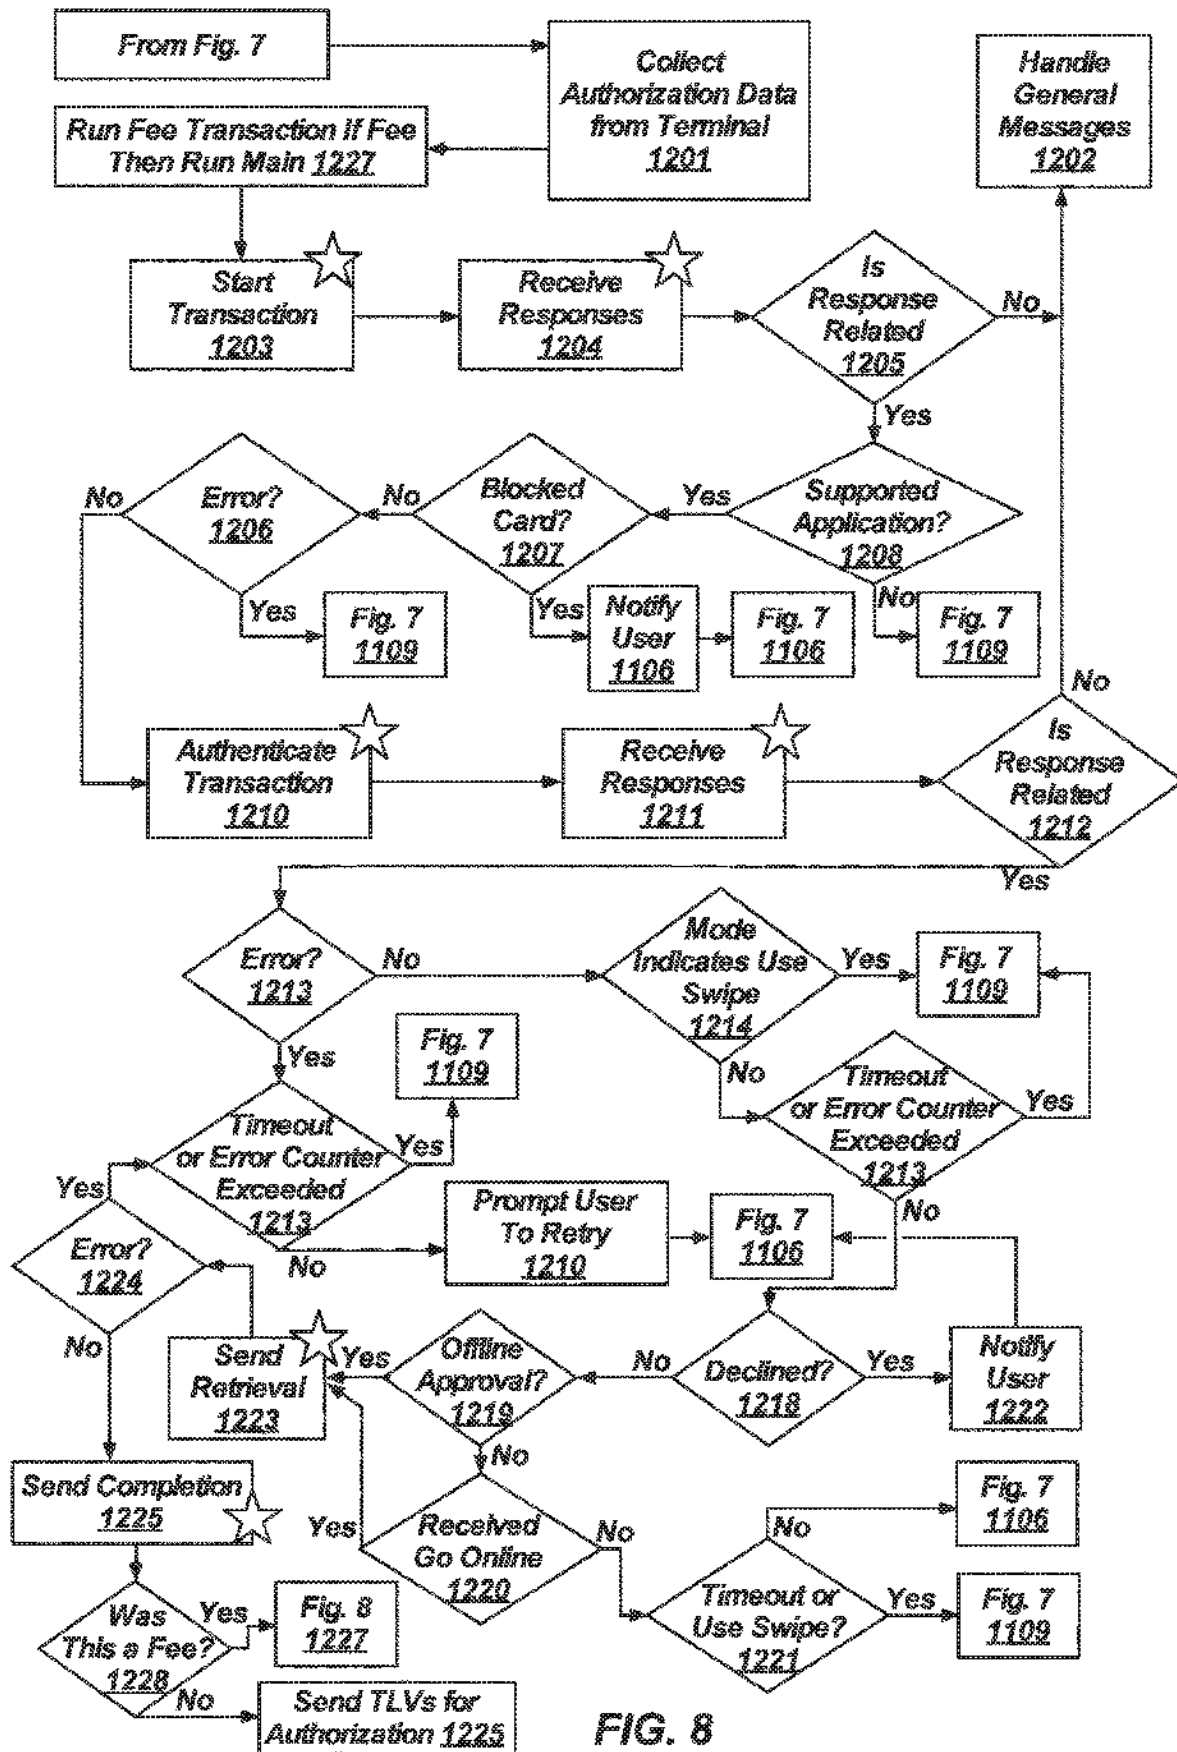 From Fig. 7
Collect
Authorization Data
from Terminal
1201
Handle
General
Messages
1202
Run Fee Transaction If Fee
Then Run Main 1227
Start
Transaction
1203
Receive
Responses
1204
Is
Response
Related
1205
No
Yes
Supported
Application?
1208
Yes
No
Blocked
Card?
1207
No
Yes
Error?
1206
No
Yes
Fig. 7
1109
Notify
User
1106
Fig. 7
1106
Fig. 7
1109
Authenticate
Transaction
1210
Receive
Responses
1211
Is
Response
Related
1212
No
Yes
Error?
1213
No
Yes
Mode
Indicates Use
Swipe
1214
Yes
No
Fig. 7
1109
Fig. 7
1109
Timeout
or Error Counter
Exceeded
1213
Yes
No
Timeout
or Error Counter
Exceeded
1213
Yes
No
Prompt User
To Retry
1210
Fig. 7
1106
Error?
1224
Yes
No
Send
Retrieval
1223
Offline
Approval?
1219
Yes
No
Declined?
1218
No
Yes
Notify
User
1222
Send Completion
1225
Received
Go Online
1220
Yes
No
Timeout or
Use Swipe?
1221
No
Yes
Fig. 7
1106
Fig. 7
1109
Was
This a Fee?
1228
Yes
No
Fig. 8
1227
Send TLVs for
Authorization 1225
FIG. 8